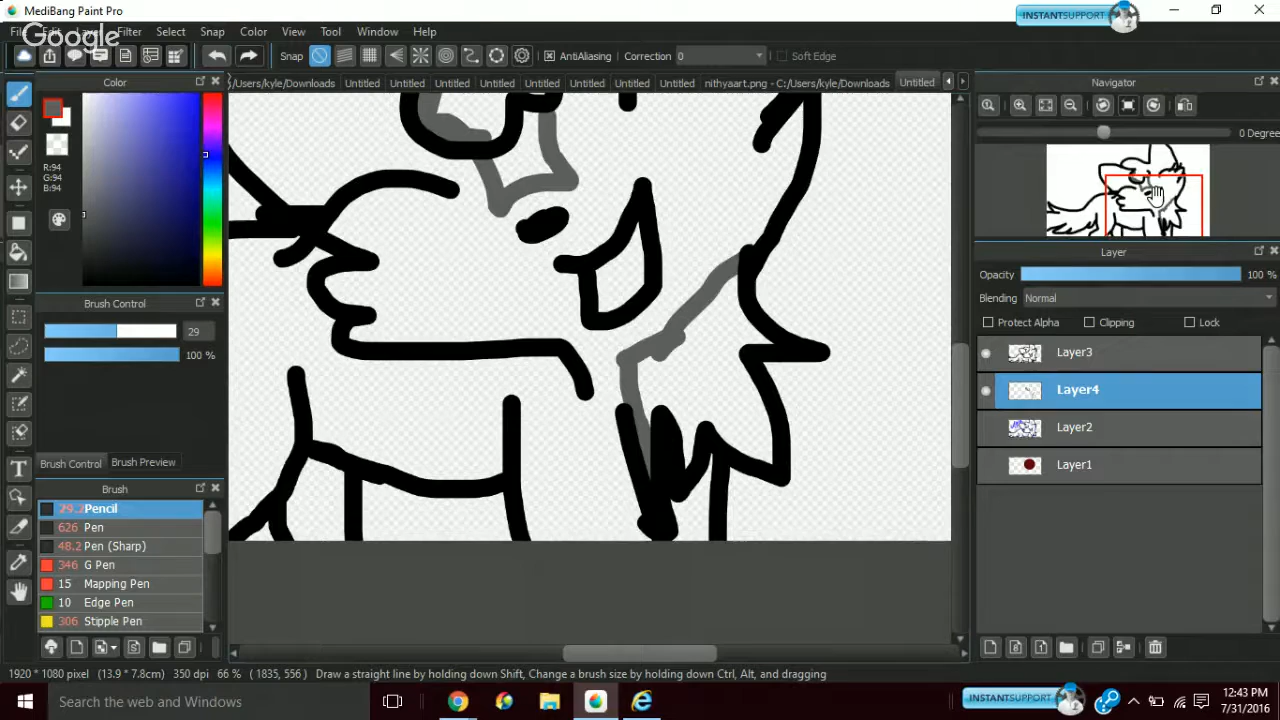 MediBang Paint Pro
INSTANTSUPPORT
File Edit Layer Filter Select Snap Color View Tool Window Help
Google
Snap AntiAliasing Correction 0 Soft Edge
Color
/Users/kyle/Downloads Untitled Untitled Untitled Untitled Untitled Untitled Untitled nithyaart.png - C:/Users/kyle/Downloads Untitled
Navigator
R:94
G:94
B:94
0 Degree
Brush Control
29
100 %
Layer
Opacity 100 %
Blending Normal
Protect Alpha Clipping Lock
Layer3
Layer4
Layer2
Layer1
Brush Control Brush Preview
Brush
29.2 Pencil
626 Pen
48.2 Pen (Sharp)
346 G Pen
15 Mapping Pen
10 Edge Pen
306 Stipple Pen
1920 * 1080 pixel (13.9 * 7.8cm) 350 dpi 66 % ( 1835, 556 ) Draw a straight line by holding down Shift, Change a brush size by holding down Ctrl, Alt, and dragging
Search the web and Windows
INSTANTSUPPORT
12:43 PM
7/31/2016